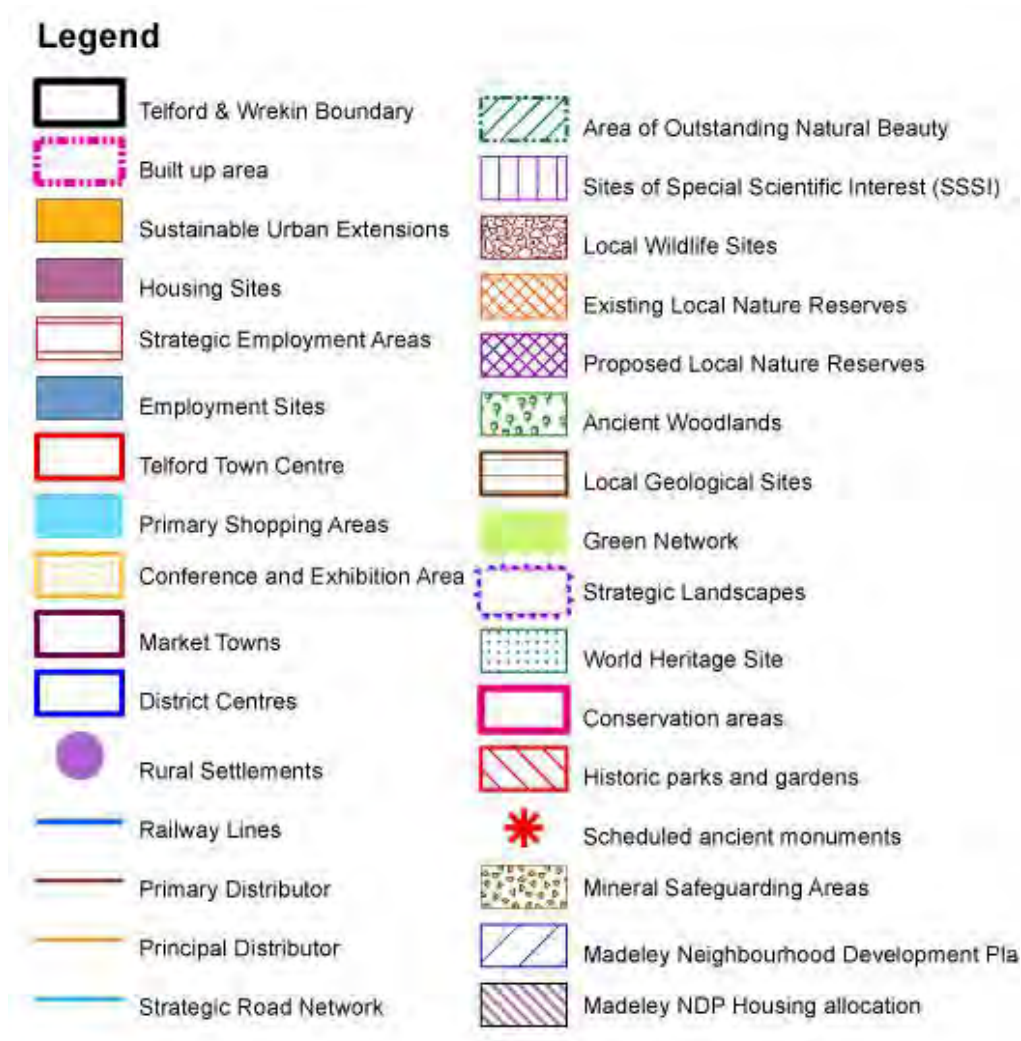 Legend
Telford & Wrekin Boundary
Built up area
Sustainable Urban Extensions
Housing Sites
Strategic Employment Areas
Employment Sites
Telford Town Centre
Primary Shopping Areas
Conference and Exhibition Area
Market Towns
District Centres
Rural Settlements
Railway Lines
Primary Distributor
Principal Distributor
Strategic Road Network
Area of Outstanding Natural Beauty
Sites of Special Scientific Interest (SSSI)
Local Wildlife Sites
Existing Local Nature Reserves
Proposed Local Nature Reserves
Ancient Woodlands
Local Geological Sites
Green Network
Strategic Landscapes
World Heritage Site
Conservation areas
Historic parks and gardens
Scheduled ancient monuments
Mineral Safeguarding Areas
Madeley Neighbourhood Development Pla
Madeley NDP Housing allocation